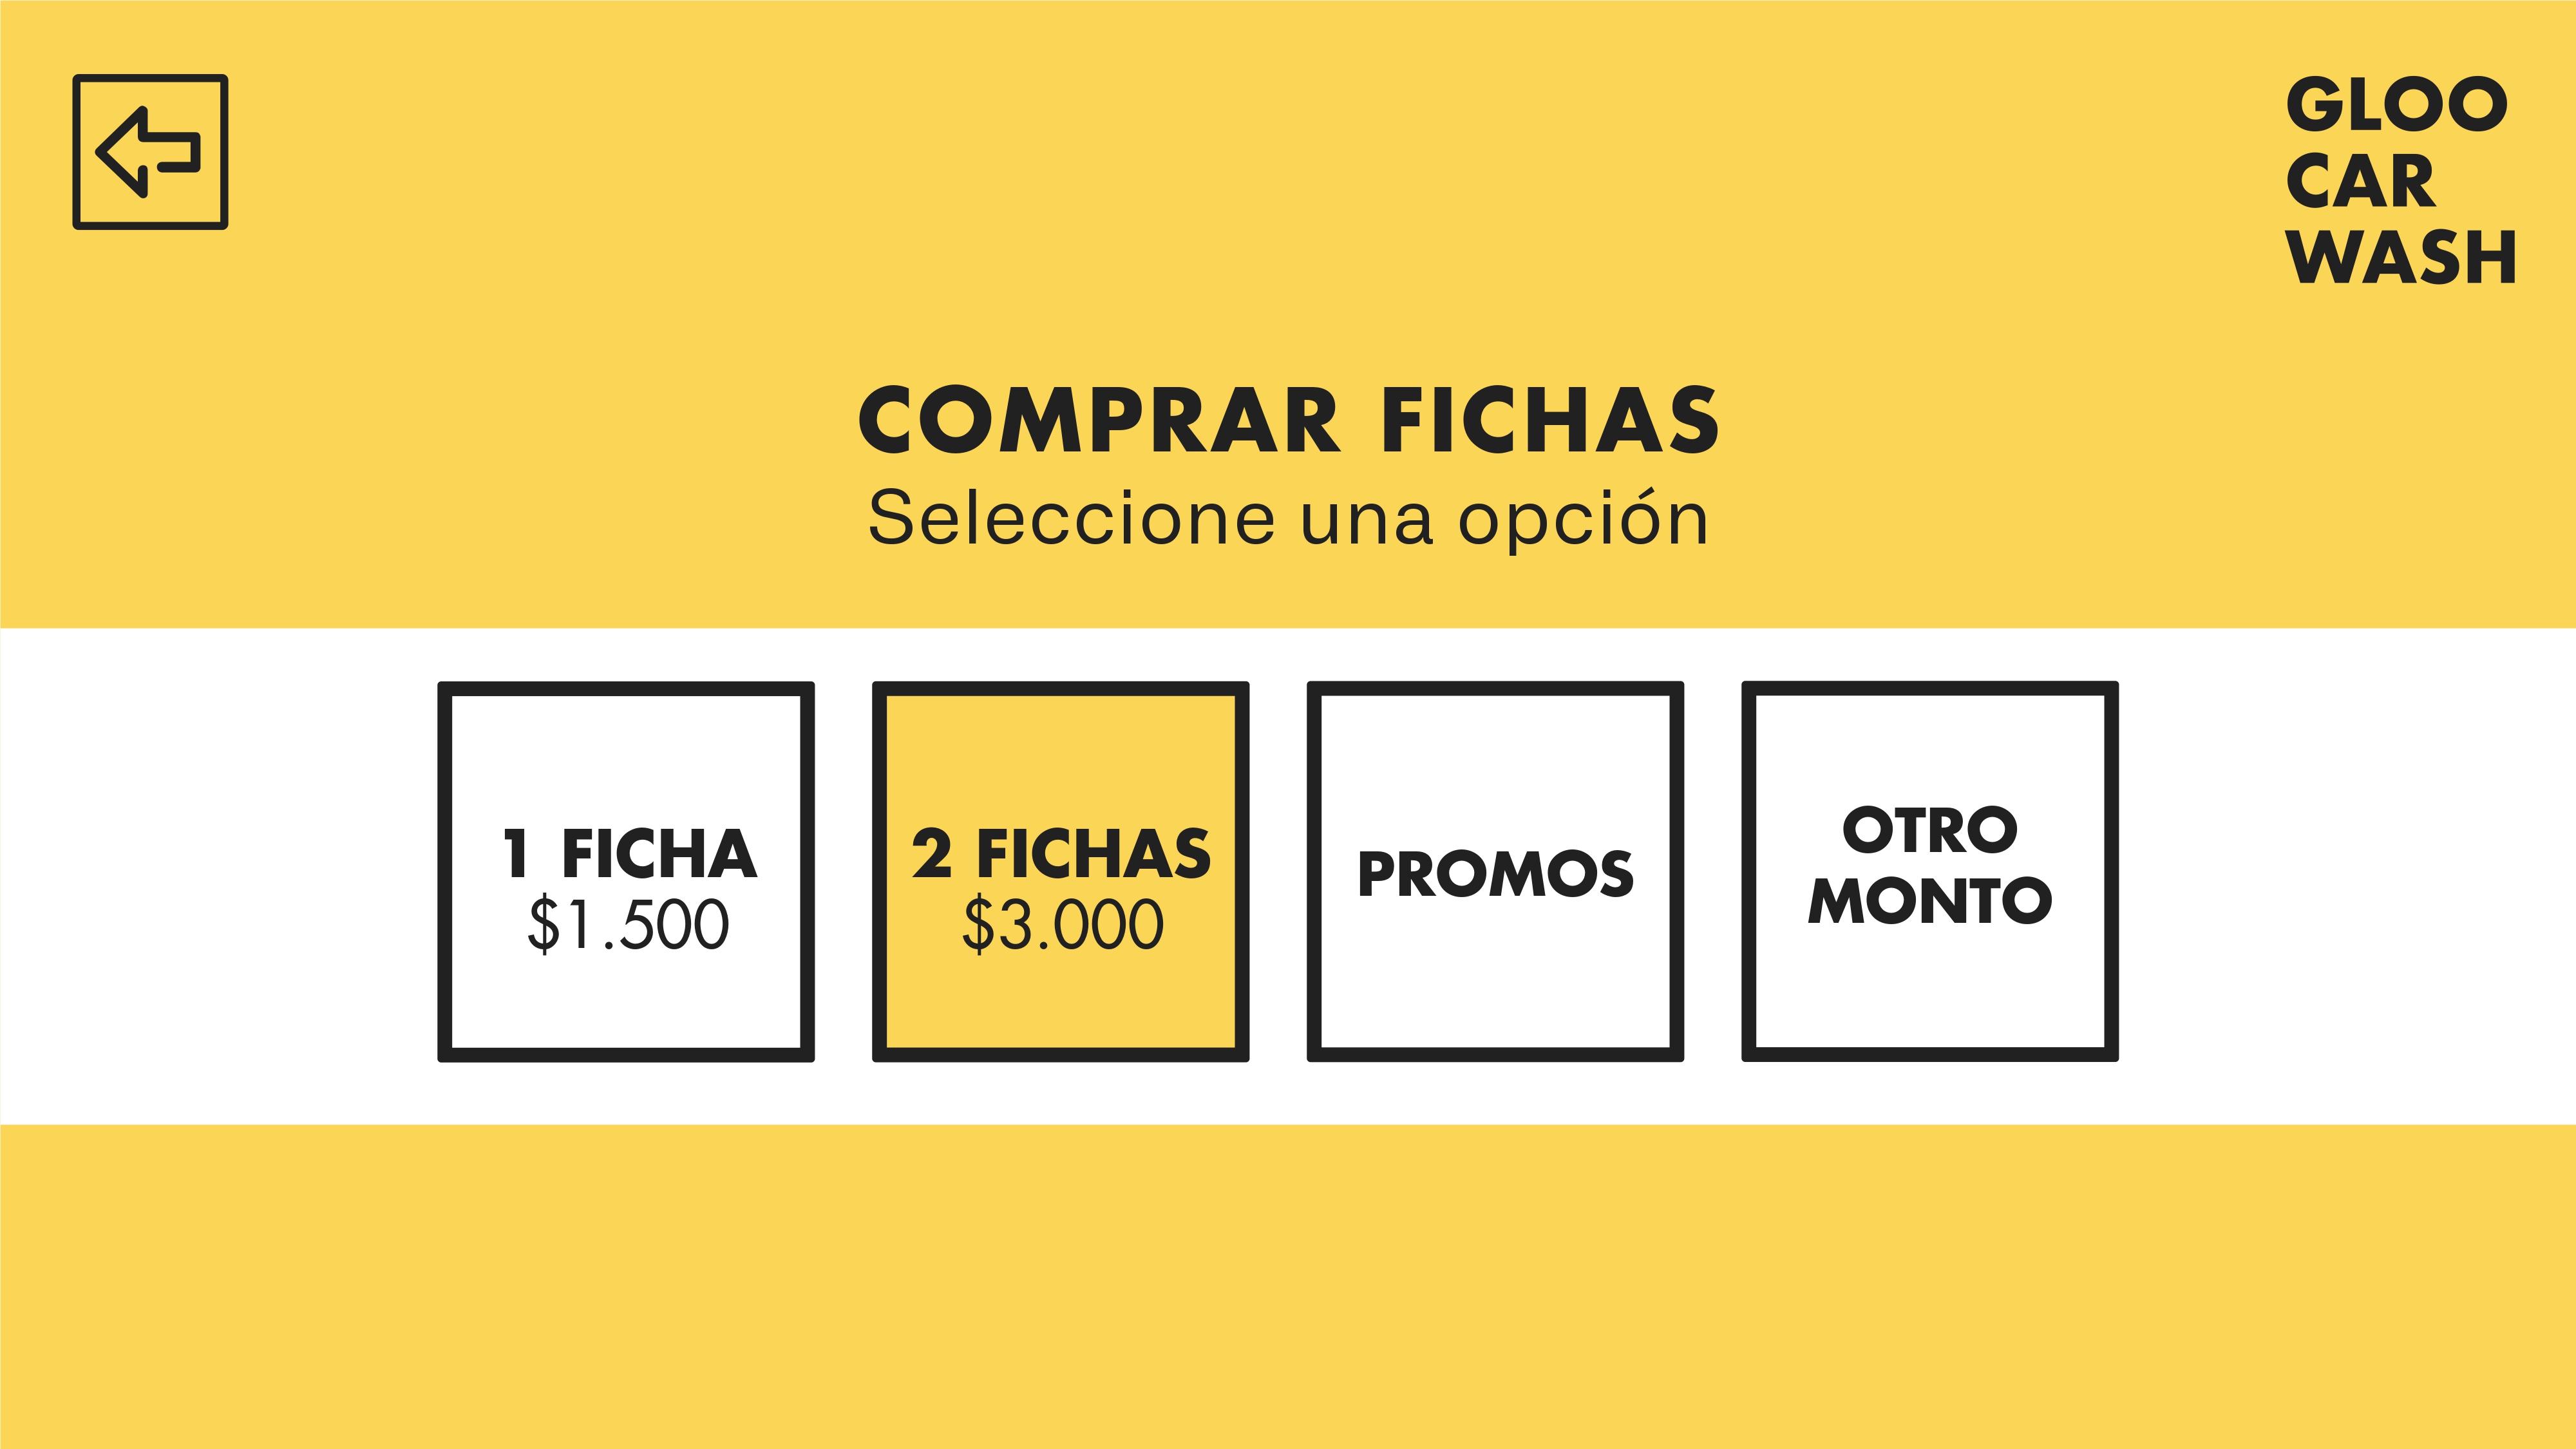 GLOO
CAR
WASH
COMPRAR FICHAS
Seleccione una opción
1 FICHA
$1.500
2 FICHAS
$3.000
PROMOS
OTRO
MONTO